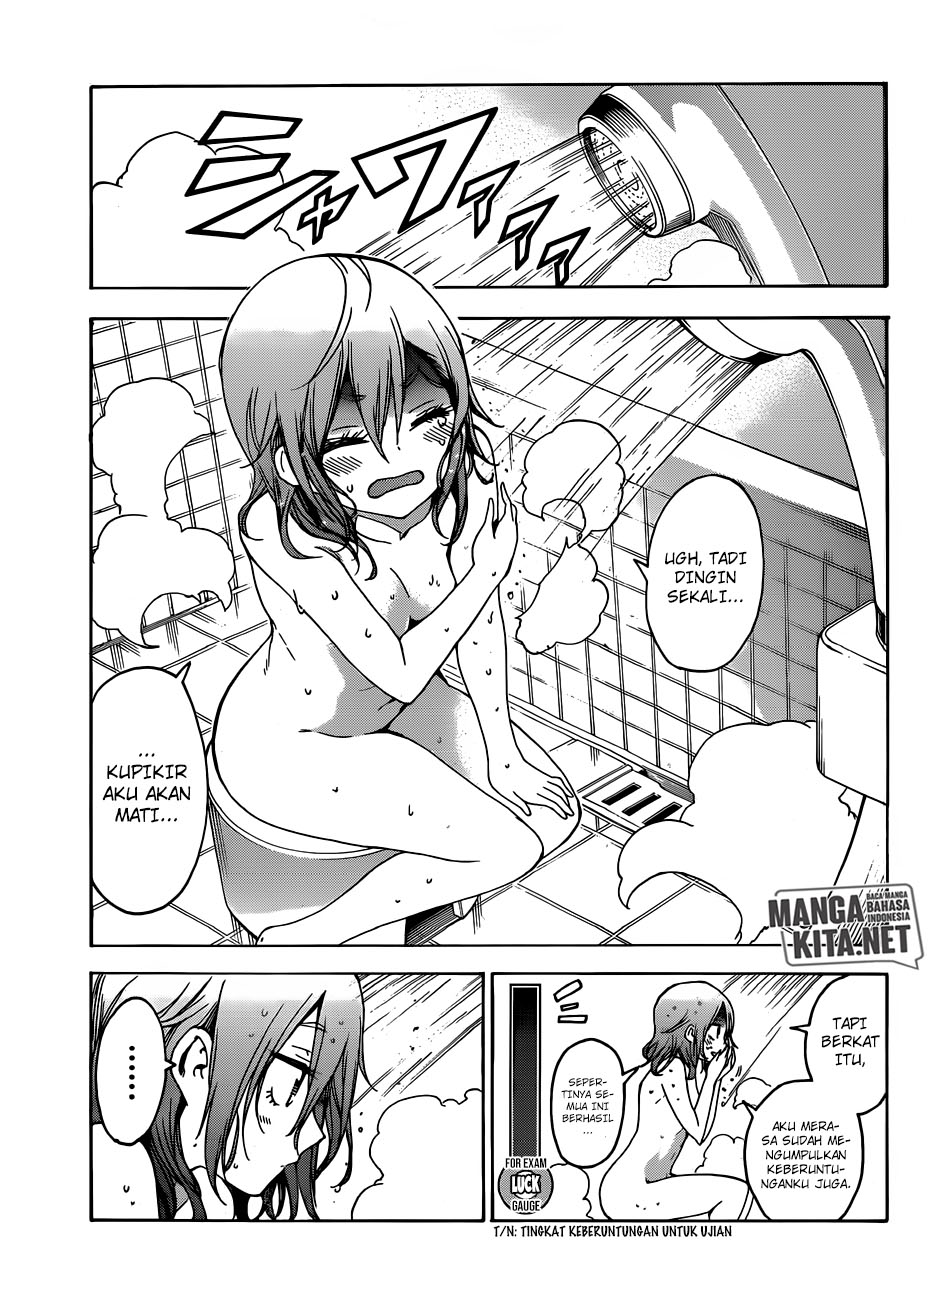 シャワァァァ
UGH, TADI
DINGIN
SEKALI...
...
KUPIKIR
AKU AKAN
MATI...
MANGA
KITA.NET
BACA MANGA
BAHASA
INDONESIA
......
TAPI
BERKAT
ITU,
AKU MERA-
SA SUDAH ME-
NGUMPULKAN
KEBERUNTU-
NGANKU JUGA.
SEPER-
TINYA SE-
MUA INI
BERHASIL
...
FOR EXAM
LUCK
GAUGE
T/N: TINGKAT KEBERUNTUNGAN UNTUK UJIAN